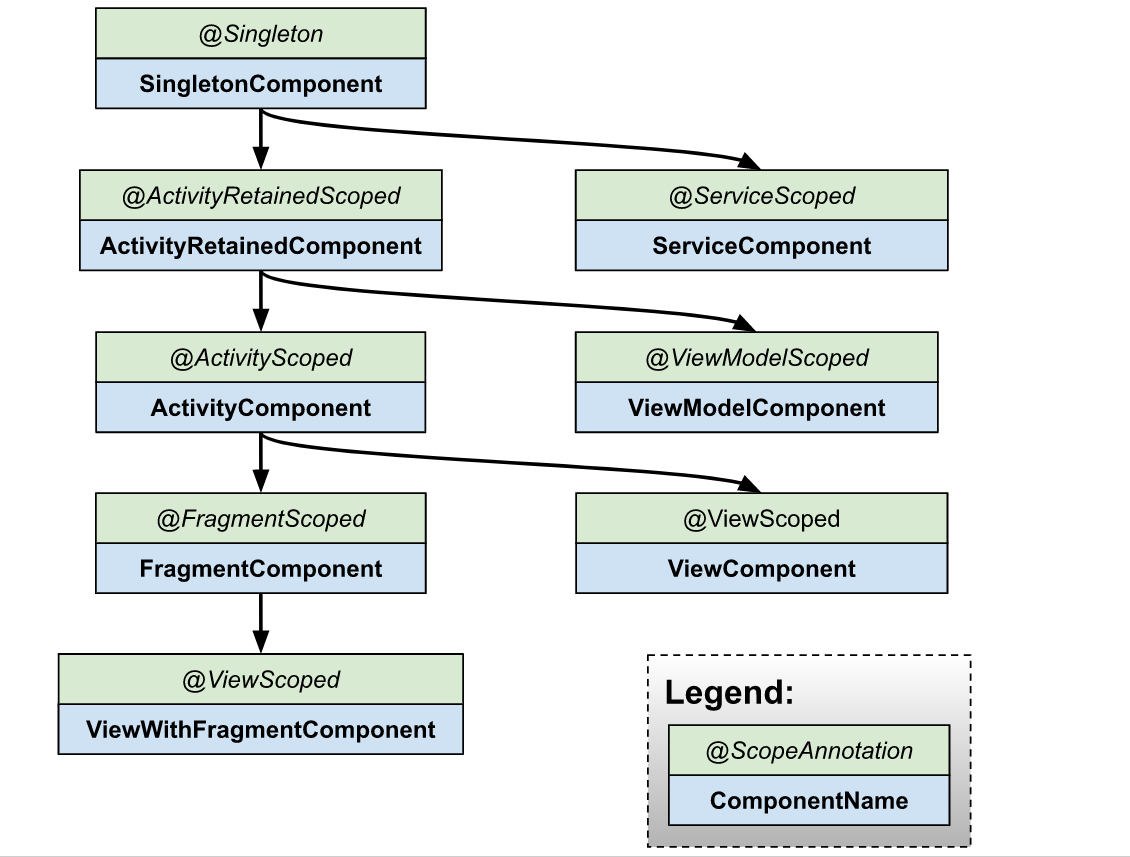 @Singleton
SingletonComponent
@ActivityRetainedScoped
ActivityRetainedComponent
@ServiceScoped
ServiceComponent
@ActivityScoped
ActivityComponent
@ViewModelScoped
ViewModelComponent
@FragmentScoped
FragmentComponent
@ViewScoped
ViewComponent
@ViewScoped
ViewWithFragmentComponent
Legend:
@ScopeAnnotation
ComponentName